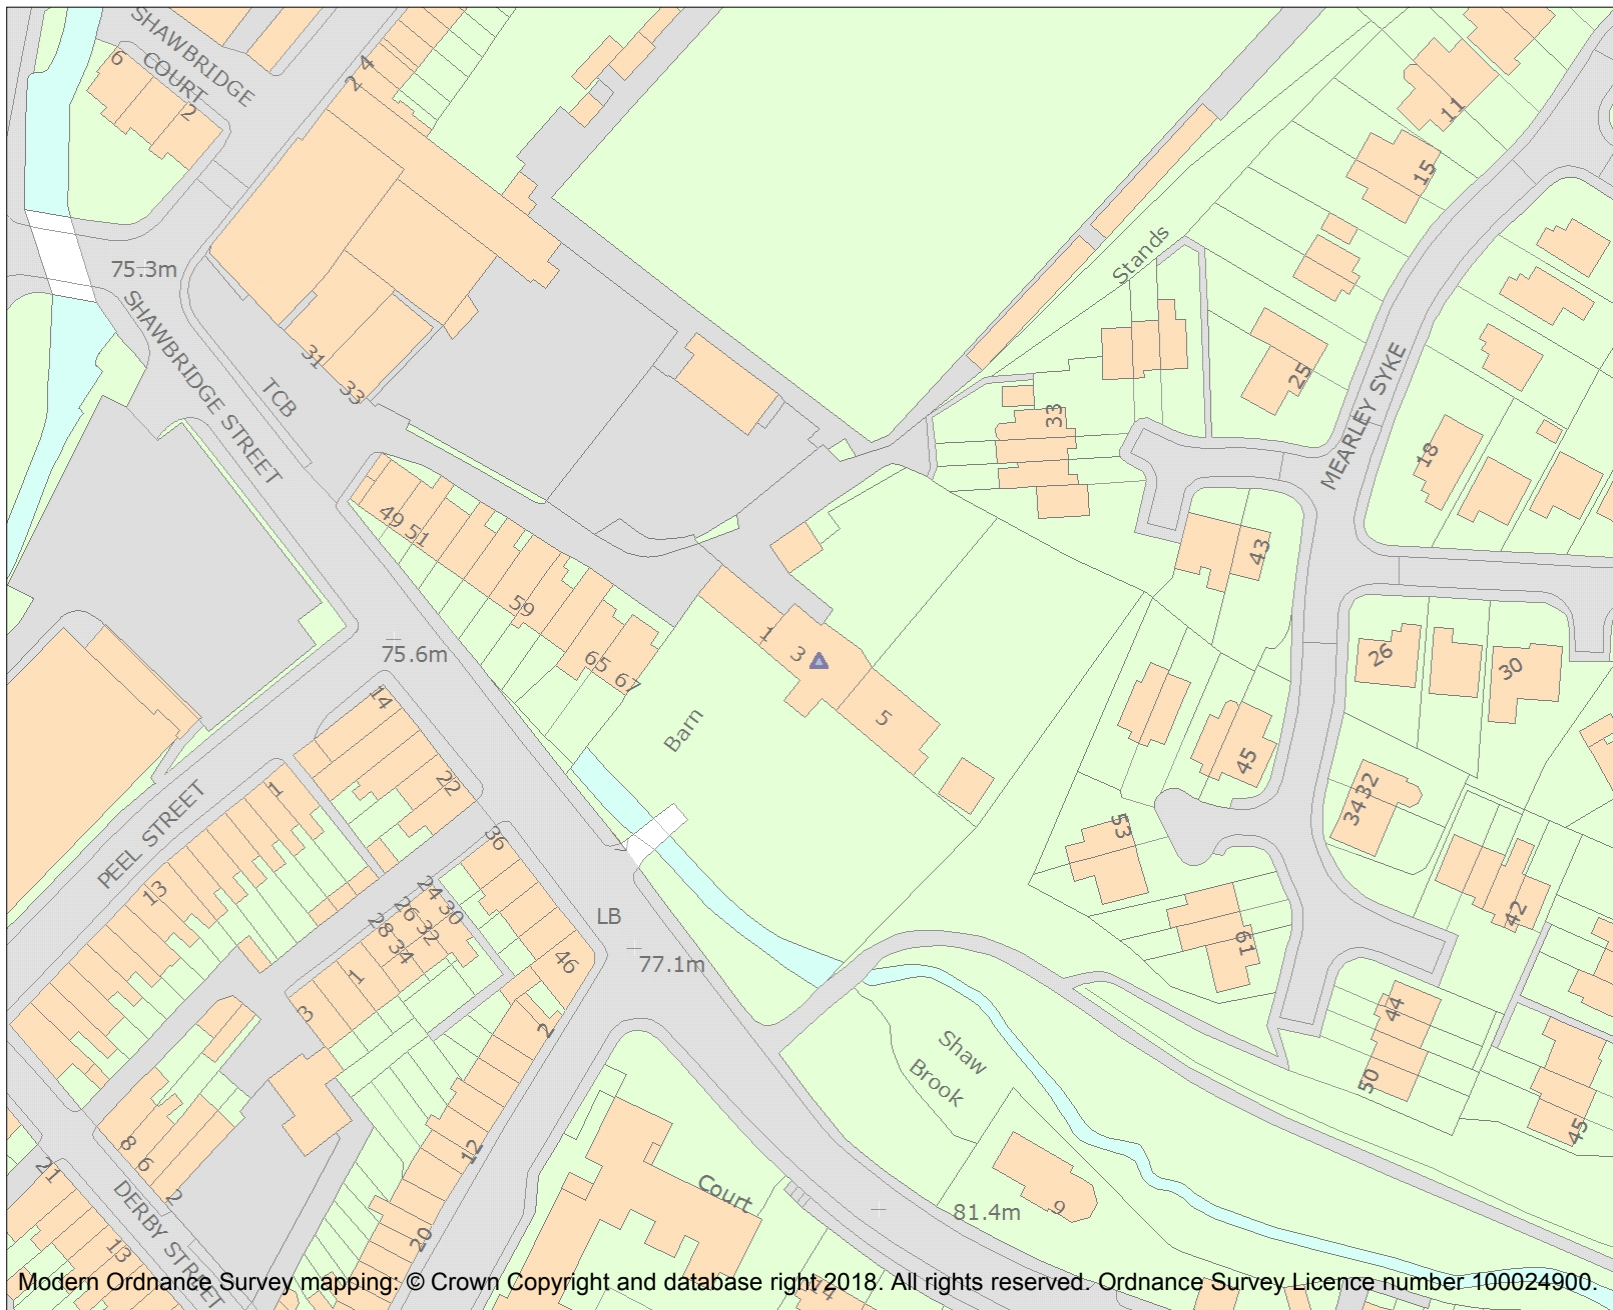 SHAWBRIDGE
COURT
6
2
2 4
11
15
Stands
75.3m
SHAWBRIDGE STREET
TCB
31
33
25
33
MEARLEY SYKE
18
49 51
43
59
1
3
65 67
75.6m
26
30
5
Barn
14
45
32
34
22
1
PEEL STREET
53
36
13
24 30
26 32
28 34
LB
42
61
46
77.1m
1
3
44
2
Shaw
Brook
50
45
8
6
2
12
21
DERBY STREET
Court
9
81.4m
20
13
14
Modern Ordnance Survey mapping: © Crown Copyright and database right 2018. All rights reserved. Ordnance Survey Licence number 100024900.